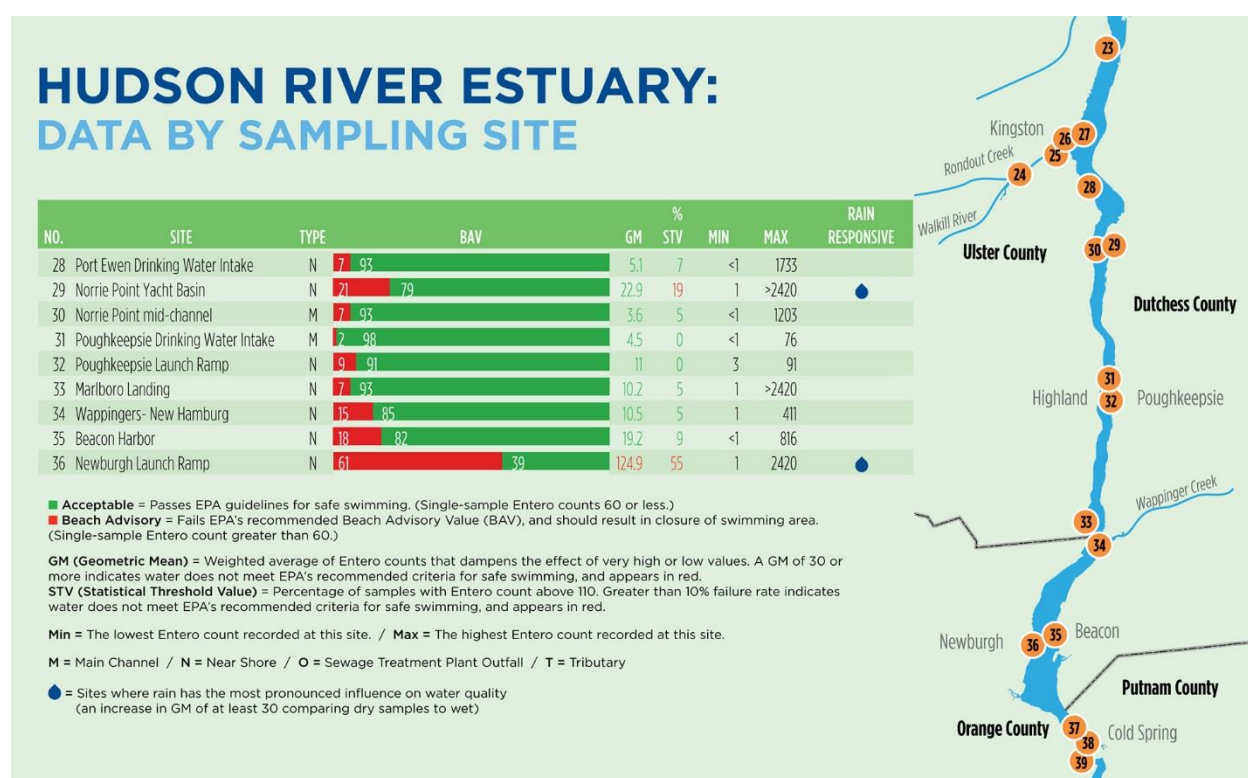 HUDSON RIVER ESTUARY:
DATA BY SAMPLING SITE
NO. SITE TYPE BAV GM % STV MIN MAX RAIN RESPONSIVE
28 Port Ewen Drinking Water Intake N 7 93 5.1 7 <1 1733
29 Norrie Point Yacht Basin N 21 79 22.9 19 1 >2420
30 Norrie Point mid-channel M 7 93 3.6 5 <1 1203
31 Poughkeepsie Drinking Water Intake M 2 98 4.5 0 <1 76
32 Poughkeepsie Launch Ramp N 9 91 11 0 3 91
33 Marlboro Landing N 7 93 10.2 5 1 >2420
34 Wappingers- New Hamburg N 15 85 10.5 5 1 411
35 Beacon Harbor N 18 82 19.2 9 <1 816
36 Newburgh Launch Ramp N 61 39 124.9 55 1 2420
Acceptable = Passes EPA guidelines for safe swimming. (Single-sample Entero counts 60 or less.)
Beach Advisory = Fails EPA's recommended Beach Advisory Value (BAV), and should result in closure of swimming area.
(Single-sample Entero count greater than 60.)
GM (Geometric Mean) = Weighted average of Entero counts that dampens the effect of very high or low values. A GM of 30 or
more indicates water does not meet EPA's recommended criteria for safe swimming, and appears in red.
STV (Statistical Threshold Value) = Percentage of samples with Entero count above 110. Greater than 10% failure rate indicates
water does not meet EPA's recommended criteria for safe swimming, and appears in red.
Min = The lowest Entero count recorded at this site. / Max = The highest Entero count recorded at this site.
M = Main Channel / N = Near Shore / O = Sewage Treatment Plant Outfall / T = Tributary
= Sites where rain has the most pronounced influence on water quality
(an increase in GM of at least 30 comparing dry samples to wet)
23
Kingston
26 27
Rondout Creek
25
24
28
Walkill River
Ulster County
30 29
Dutchess County
31
Highland 32 Poughkeepsie
Wappinger Creek
33
34
Newburgh 36 35 Beacon
Putnam County
Orange County 37
38 Cold Spring
39